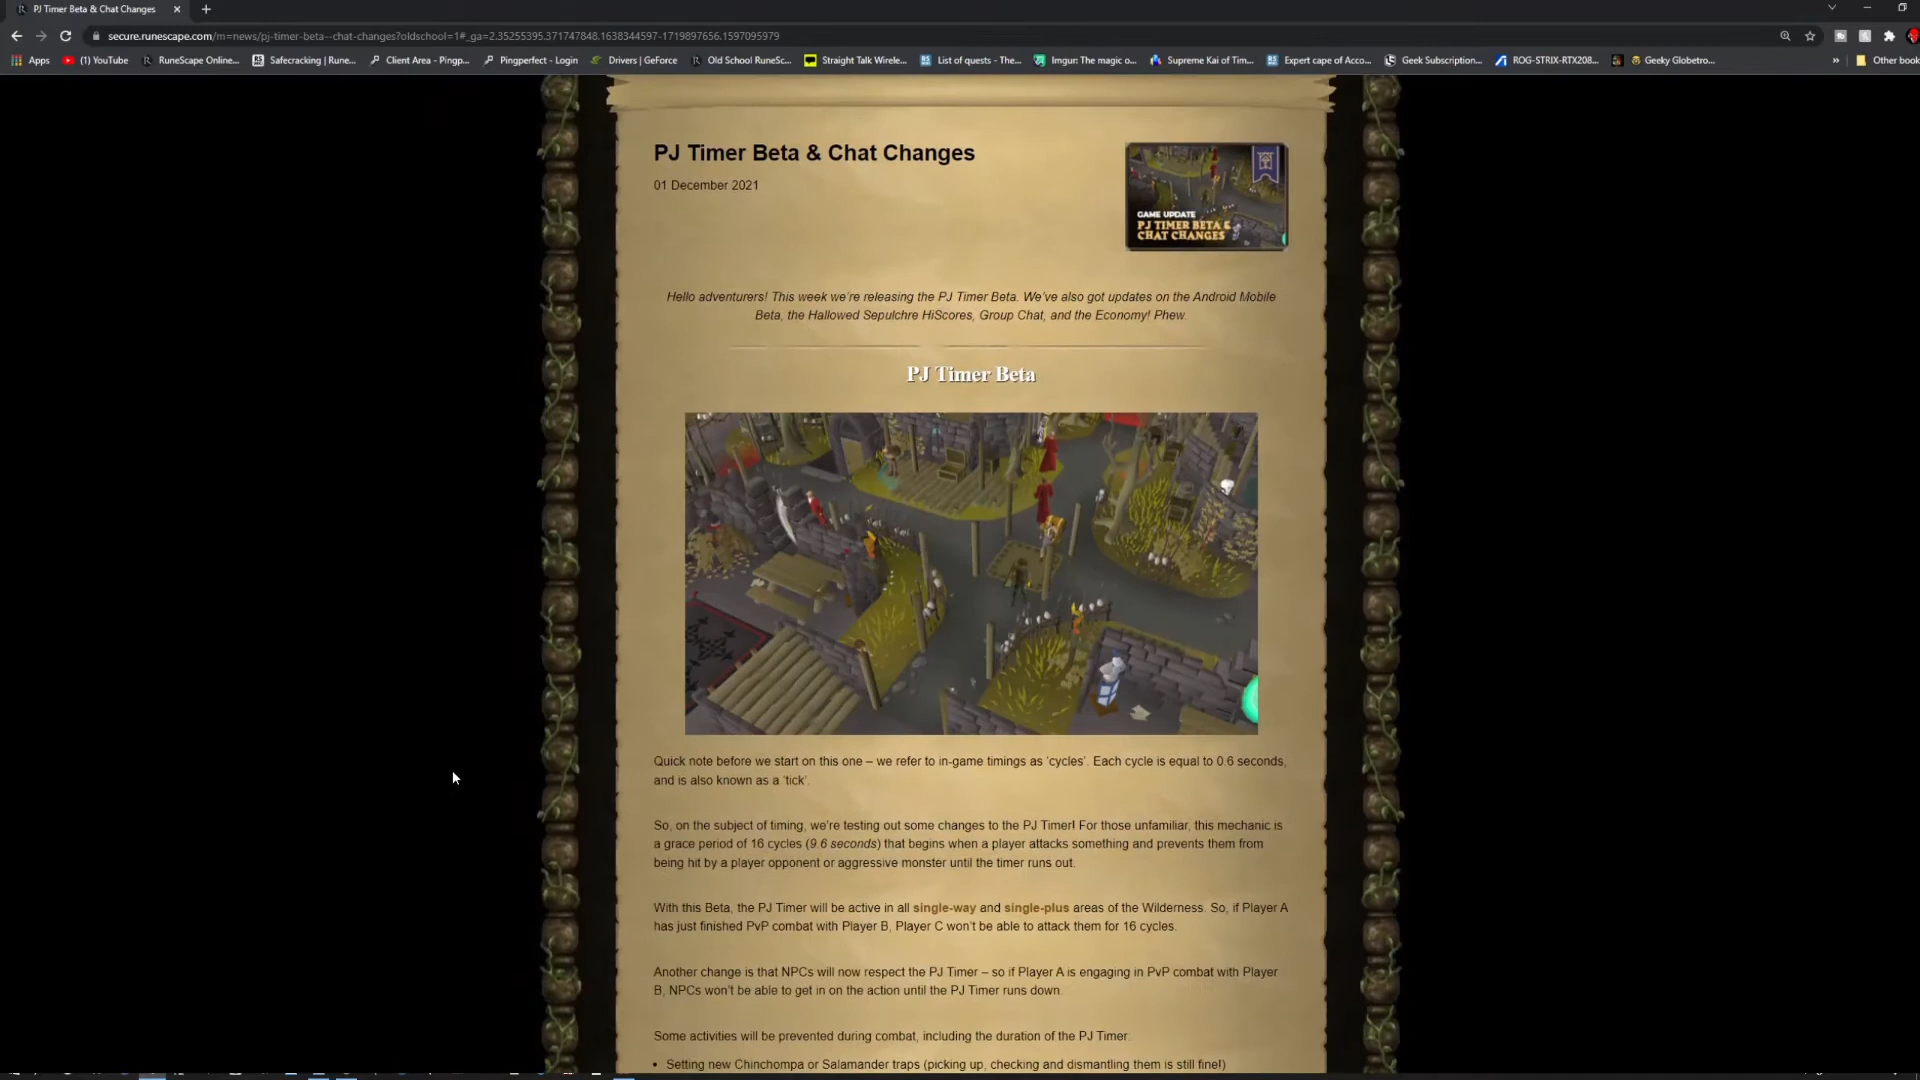 PJ Timer Beta & Chat Changes
secure.runescape.com/m=news/pj-timer-beta--chat-changes?oldschool=1#_ga=2.35255395.371747848.1638344597-1719897656.1597095979
Apps (1) YouTube RuneScape Online... Safecracking | Rune... Client Area - Pingp... Pingperfect - Login Drivers | GeForce Old School RuneSc... Straight Talk Wirele... List of quests - The... Imgur: The magic o... Supreme Kai of Tim... Expert cape of Acco... Geek Subscription... ROG-STRIX-RTX208... Geeky Globetro... » Other book
PJ Timer Beta & Chat Changes
01 December 2021
GAME UPDATE
PJ TIMER BETA &
CHAT CHANGES
Hello adventurers! This week we're releasing the PJ Timer Beta. We've also got updates on the Android Mobile
Beta, the Hallowed Sepulchre HiScores, Group Chat, and the Economy! Phew.
PJ Timer Beta
Quick note before we start on this one – we refer to in-game timings as 'cycles'. Each cycle is equal to 0.6 seconds,
and is also known as a 'tick'.
So, on the subject of timing, we're testing out some changes to the PJ Timer! For those unfamiliar, this mechanic is
a grace period of 16 cycles (9.6 seconds) that begins when a player attacks something and prevents them from
being hit by a player opponent or aggressive monster until the timer runs out.
With this Beta, the PJ Timer will be active in all single-way and single-plus areas of the Wilderness. So, if Player A
has just finished PvP combat with Player B, Player C won't be able to attack them for 16 cycles.
Another change is that NPCs will now respect the PJ Timer – so if Player A is engaging in PvP combat with Player
B, NPCs won't be able to get in on the action until the PJ Timer runs down.
Some activities will be prevented during combat, including the duration of the PJ Timer:
• Setting new Chinchompa or Salamander traps (picking up, checking and dismantling them is still fine!)